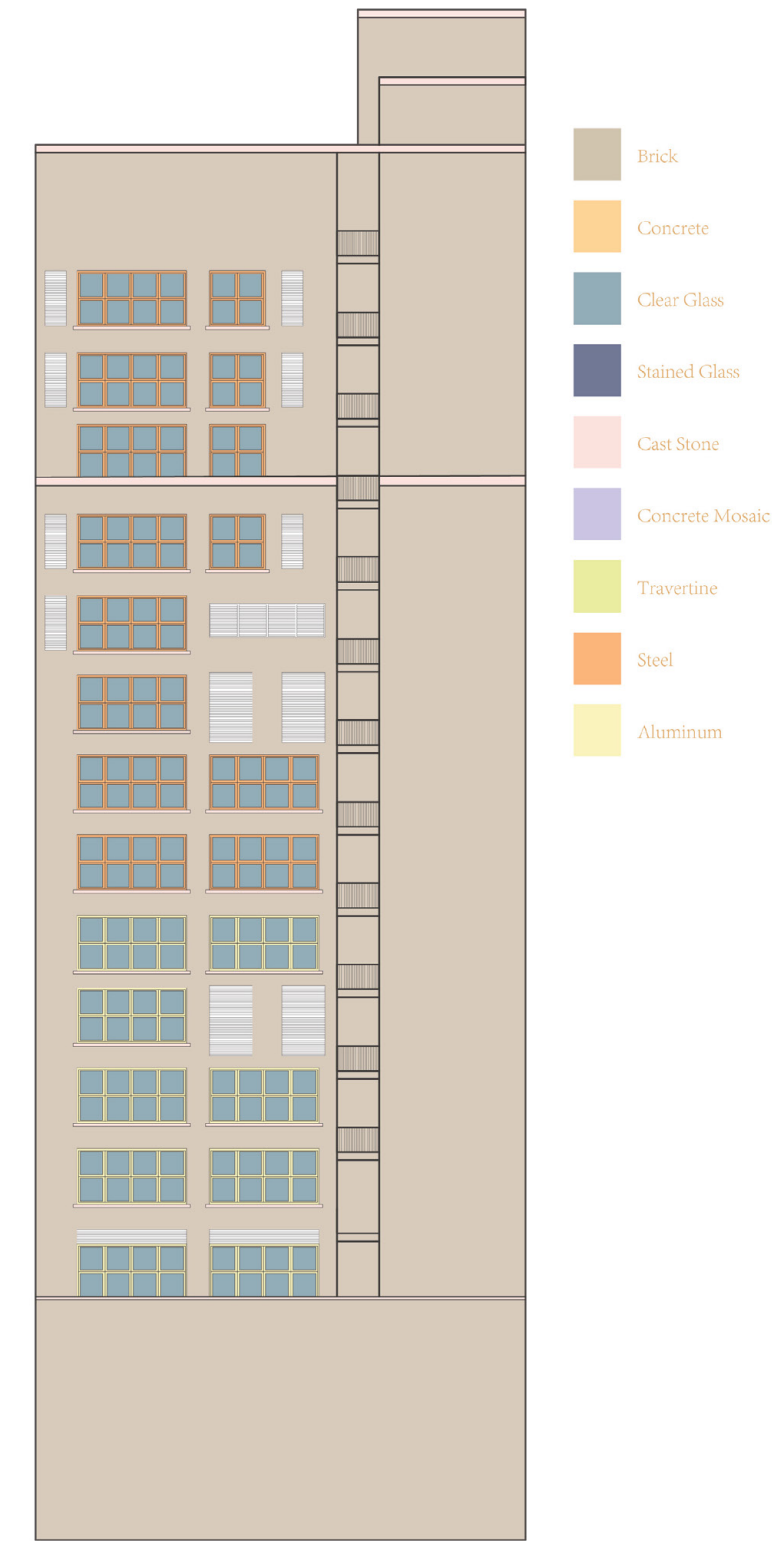 Brick
Concrete
Clear Glass
Stained Glass
Cast Stone
Concrete Mosaic
Travertine
Steel
Aluminum